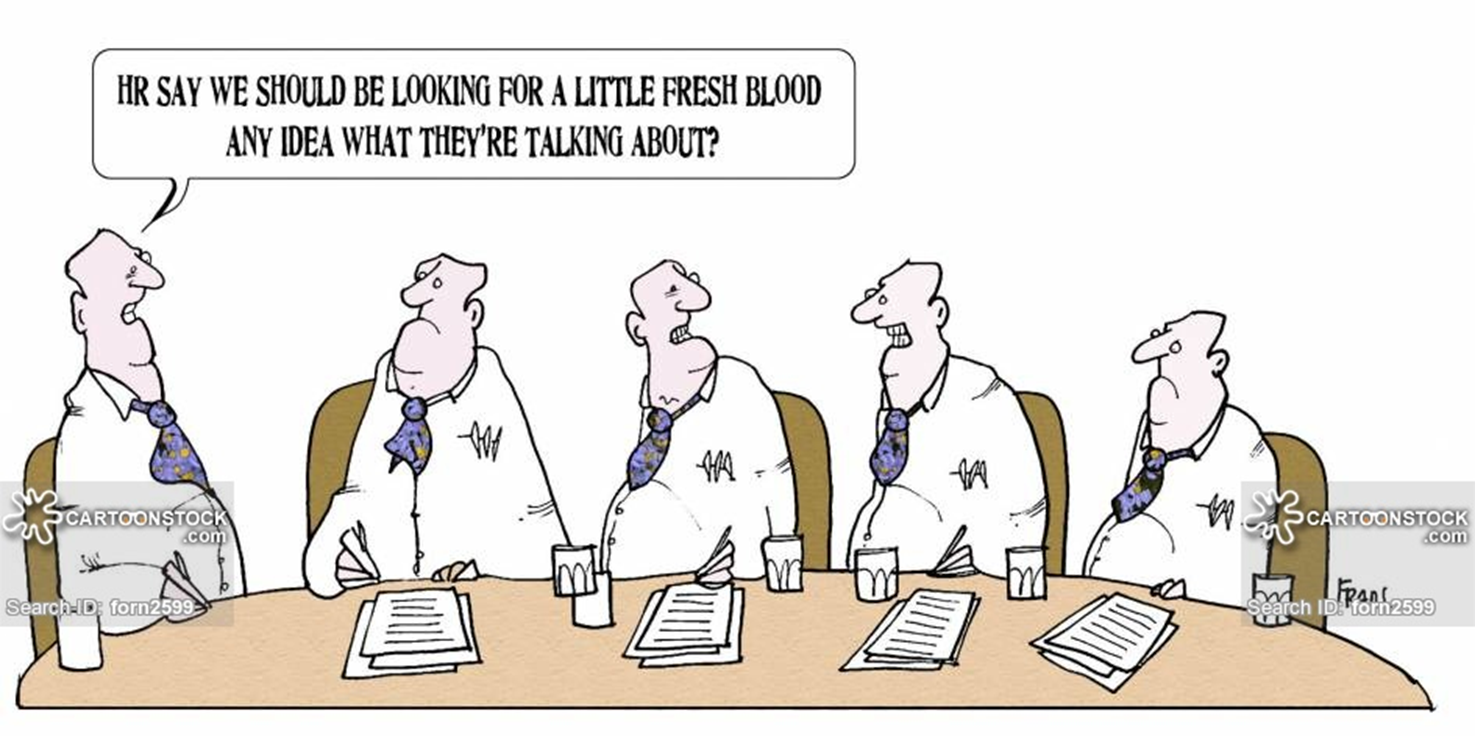 HR SAY WE SHOULD BE LOOKING FOR A LITTLE FRESH BLOOD
ANY IDEA WHAT THEY'RE TALKING ABOUT?
CARTOONSTOCK
.com
Search ID: forn2599
CARTOONSTOCK
.com
Search ID: forn2599
FRANS